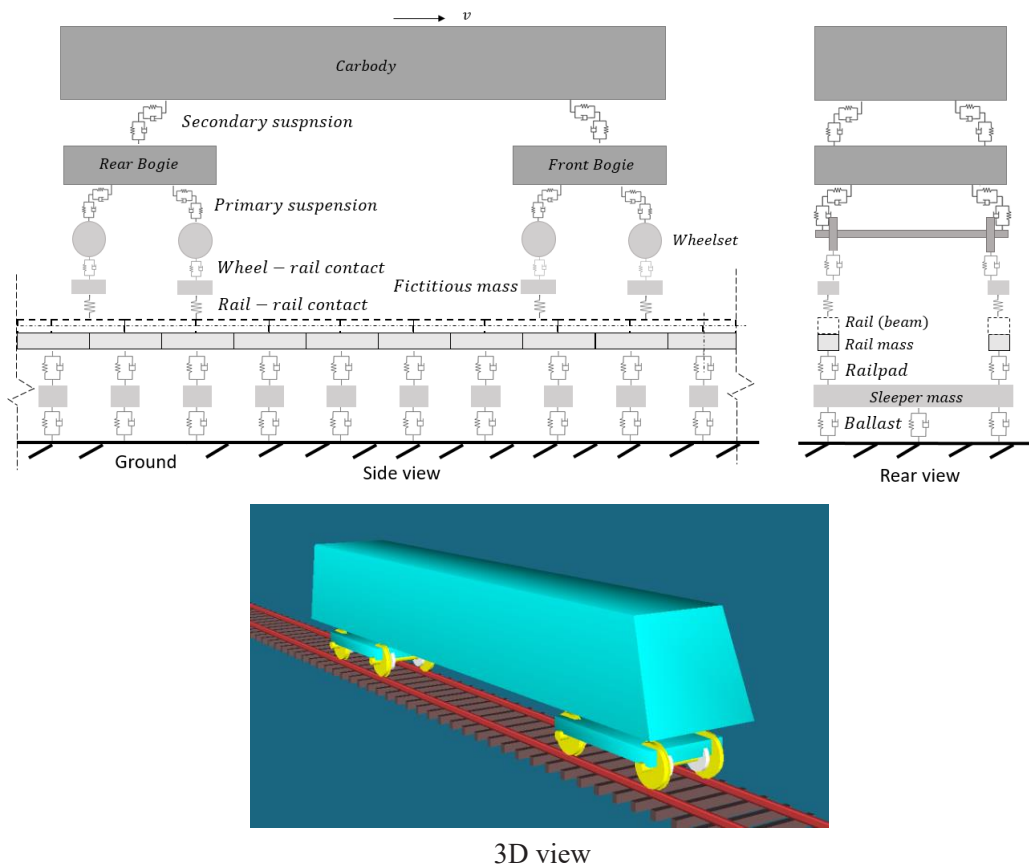 v
Carbody
Secondary suspnsion
Rear Bogie
Front Bogie
Primary suspension
Wheelset
Wheel − rail contact
Fictitious mass
Rail − rail contact
Rail (beam)
Rail mass
Railpad
Sleeper mass
Ballast
Ground
Side view
Rear view
3D view